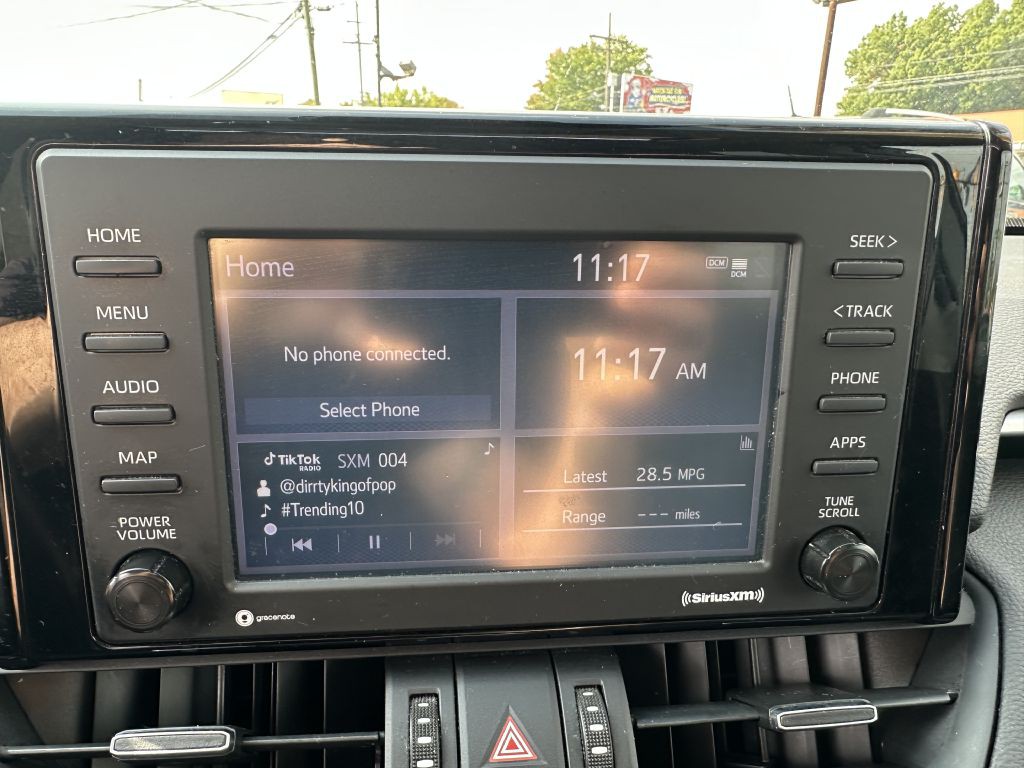 HOME
MENU
AUDIO
MAP
POWER
VOLUME
Home
11:17
DCM
DCM
No phone connected.
Select Phone
11:17 AM
TikTok
RADIO
SXM 004
@dirrtykingofpop
#Trending10
Latest 28.5 MPG
Range --- miles
SEEK >
< TRACK
PHONE
APPS
TUNE
SCROLL
gracenote
((SiriusXM))